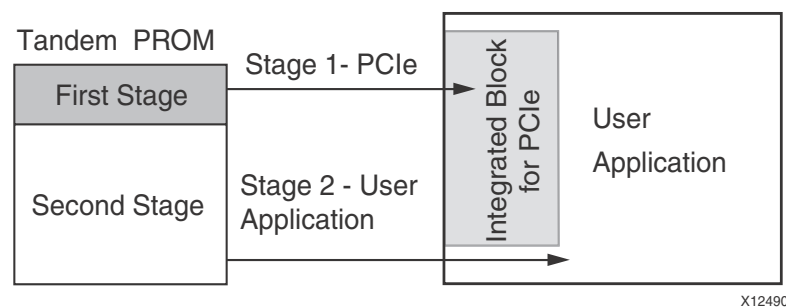 Tandem PROM
First Stage
Second Stage
Stage 1- PCIe
Stage 2 - User
Application
Integrated Block
for PCIe
User
Application
X12490